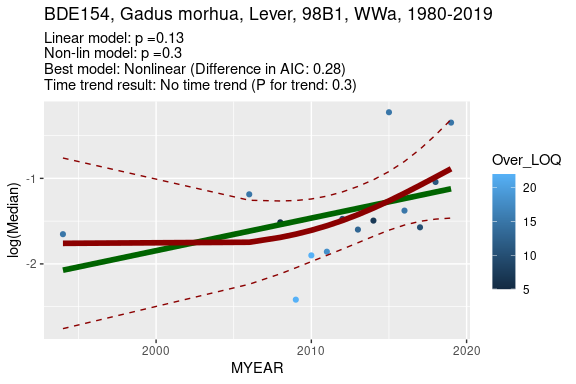 BDE154, Gadus morhua, Lever, 98B1, WWa, 1980-2019
Linear model: p =0.13
Non-lin model: p =0.3
Best model: Nonlinear (Difference in AIC: 0.28)
Time trend result: No time trend (P for trend: 0.3)
log(Median)
-1
-2
2000
2010
2020
MYEAR
Over_LOQ
20
15
10
5